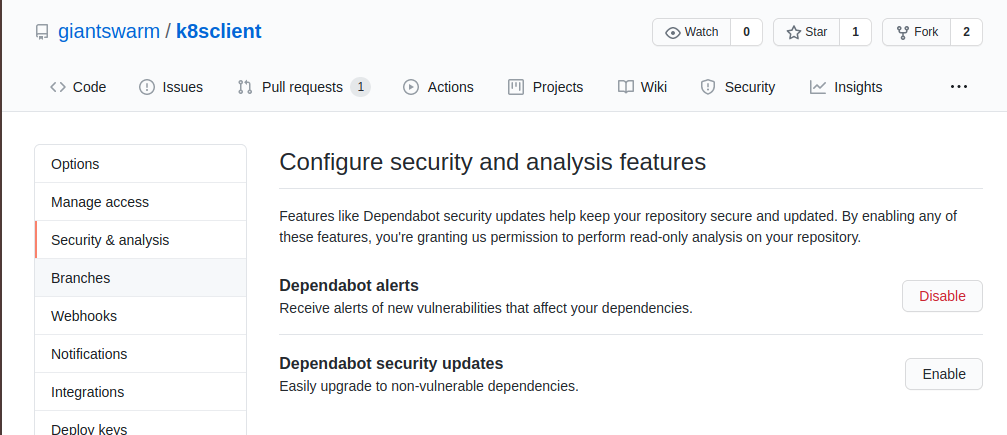 giantswarm / k8sclient
Watch 0 Star 1 Fork 2
Code Issues Pull requests 1 Actions Projects Wiki Security Insights
Options
Manage access
Security & analysis
Branches
Webhooks
Notifications
Integrations
Deploy keys
Configure security and analysis features
Features like Dependabot security updates help keep your repository secure and updated. By enabling any of
these features, you're granting us permission to perform read-only analysis on your repository.
Dependabot alerts
Receive alerts of new vulnerabilities that affect your dependencies.
Disable
Dependabot security updates
Easily upgrade to non-vulnerable dependencies.
Enable